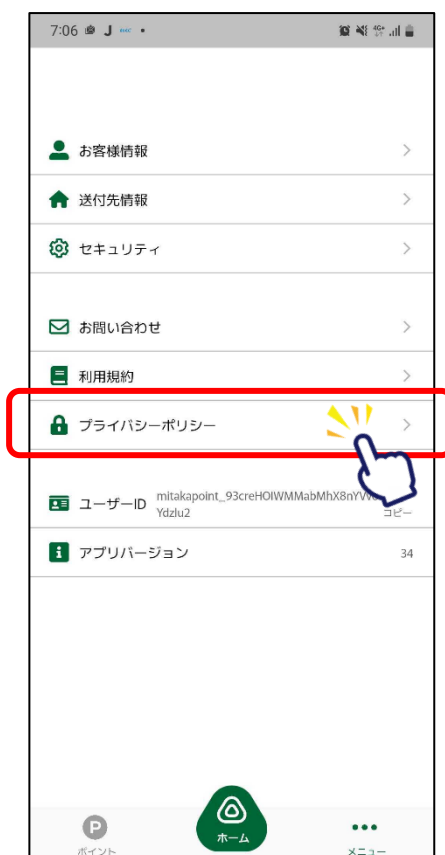 7:06
お客様情報
送付先情報
セキュリティ
お問い合わせ
利用規約
プライバシーポリシー
ユーザーID mitakapoint_93creHOlWMMabMhX8nYV
Ydzlu2
コピー
アプリバージョン 34
ポイント
ホーム
メニュー